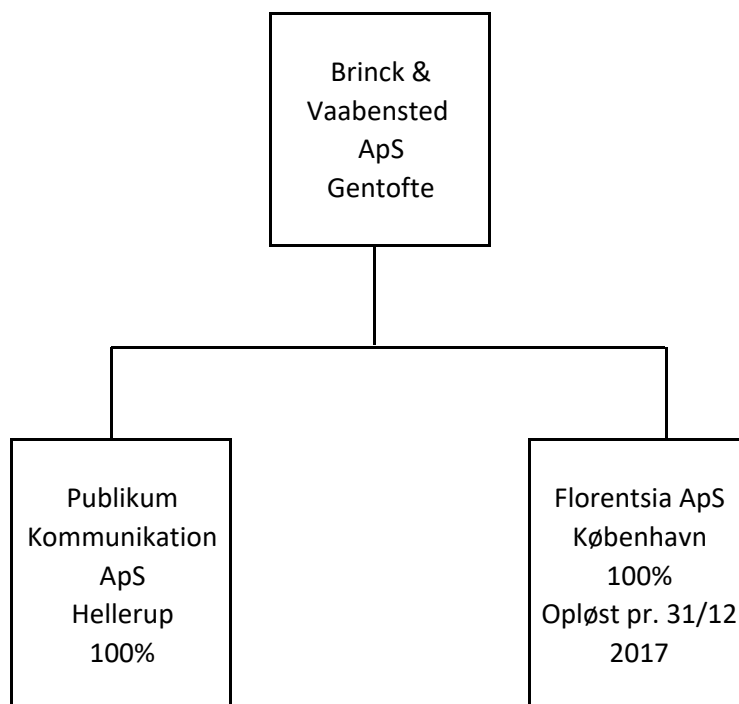 Brinck &
Vaabensted
ApS
Gentofte
Publikum
Kommunikation
ApS
Hellerup
100%
Florentsia ApS
København
100%
Opløst pr. 31/12
2017